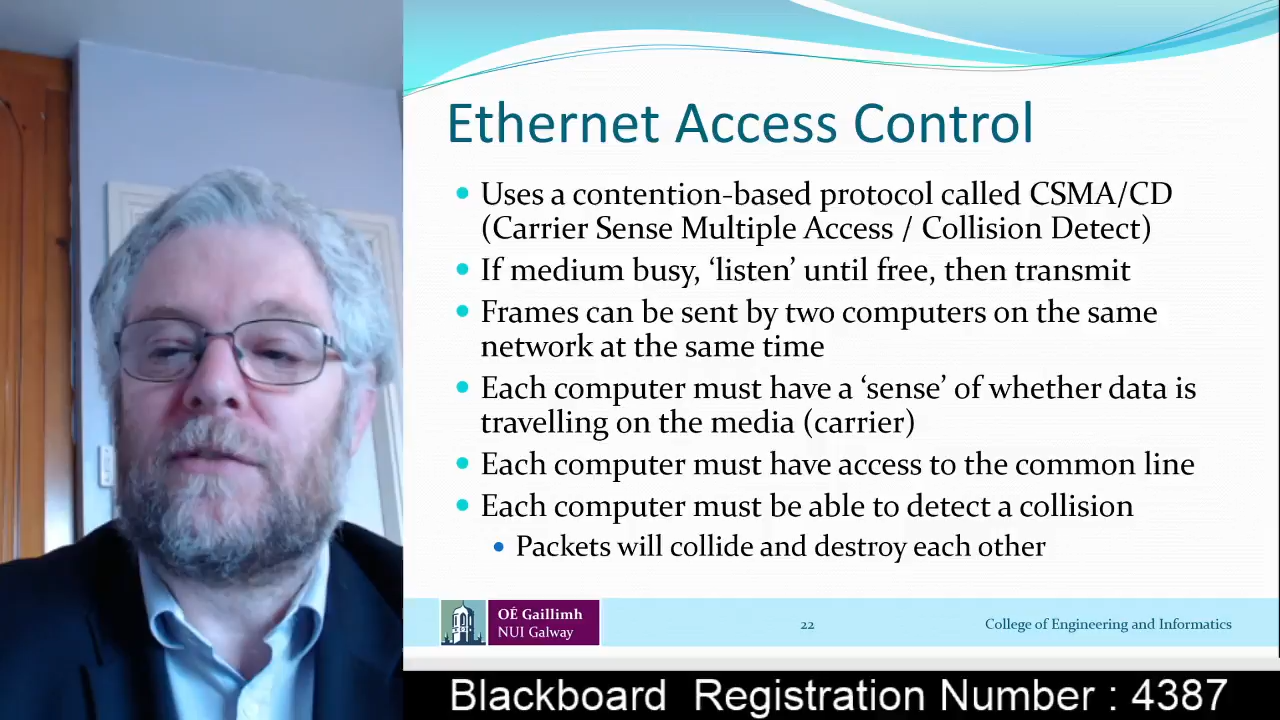 Ethernet Access Control
Uses a contention-based protocol called CSMA/CD
(Carrier Sense Multiple Access / Collision Detect)
If medium busy, ‘listen’ until free, then transmit
Frames can be sent by two computers on the same
network at the same time
Each computer must have a ‘sense’ of whether data is
travelling on the media (carrier)
Each computer must have access to the common line
Each computer must be able to detect a collision
Packets will collide and destroy each other
OÉ Gaillimh
NUI Galway
22
College of Engineering and Informatics
Blackboard Registration Number : 4387